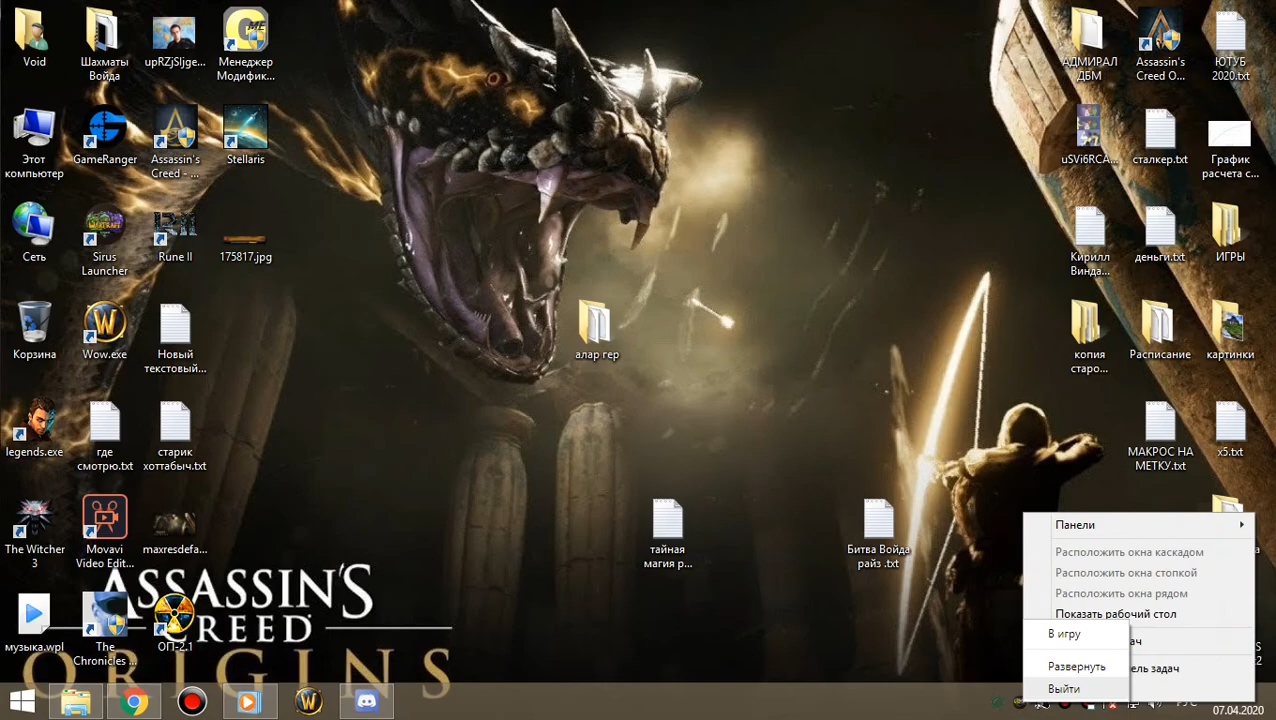 Void
Шахматы
Войда
upRZjSljge...
Менеджер
Модифик...
АДМИРАЛ
ДБМ
Assassin's
Creed O...
ЮТУБ
2020.txt
Этот
компьютер
GameRanger
Assassin's
Creed - ...
Stellaris
uSVi6RCA...
сталкер.txt
График
расчета с...
Сеть
Sirus
Launcher
Rune II
175817.jpg
Кирилл
Винда...
деньги.txt
ИГРЫ
Корзина
Wow.exe
Новый
текстовый...
алар гер
копия
старо...
Расписание
картинки
legends.exe
где
смотрю.txt
старик
хоттабыч.txt
МАКРОС НА
МЕТКУ.txt
x5.txt
The Witcher
3
Movavi
Video Edit...
maxresdefa...
тайная
магия р...
Битва Войда
райз .txt
музыка.wpl
The
Chronicles ...
ОП-2.1
ASSASSIN'S
CREED
ORIGINS
Панели
Расположить окна каскадом
Расположить окна стопкой
Расположить окна рядом
Показать рабочий стол
В игру
Развернуть
Выйти
РУС
07.04.2020